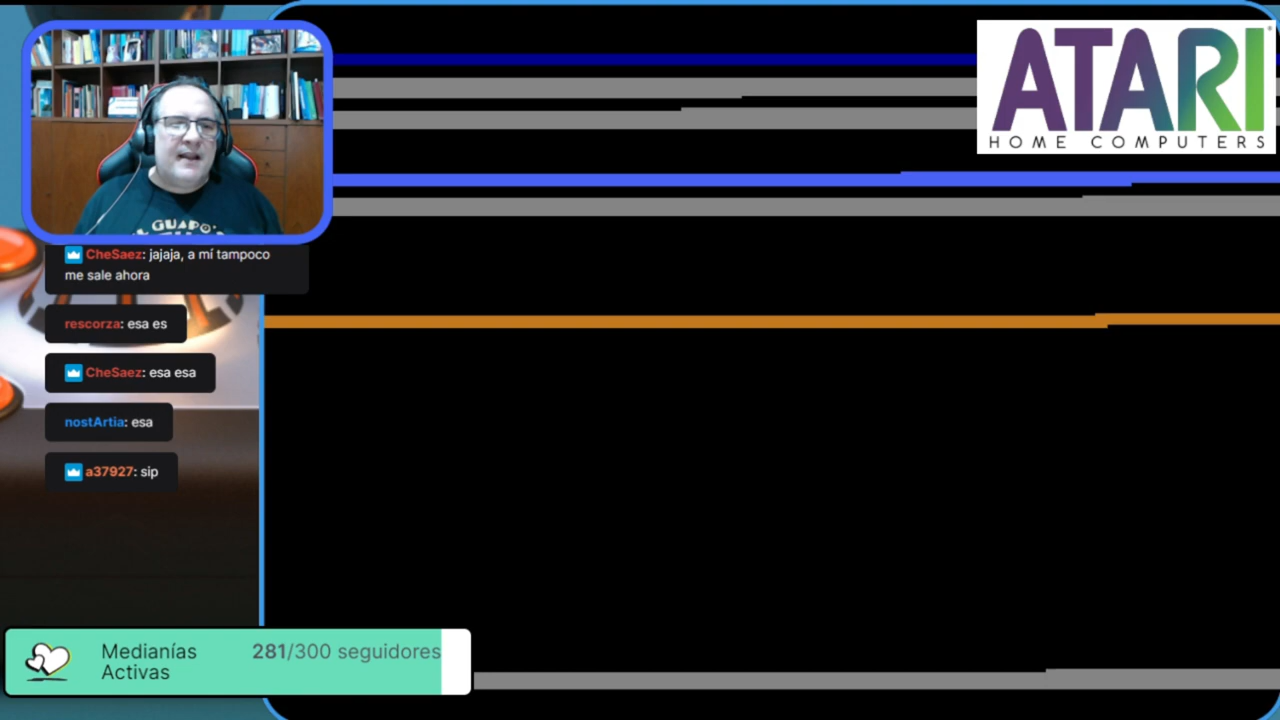 ATARI
HOME COMPUTERS
GUAPO'
CheSaez: jajaja, a mí tampoco
me sale ahora
rescorza: esa es
CheSaez: esa esa
nostArtia: esa
a37927: sip
Medianías
Activas
281/300 seguidores